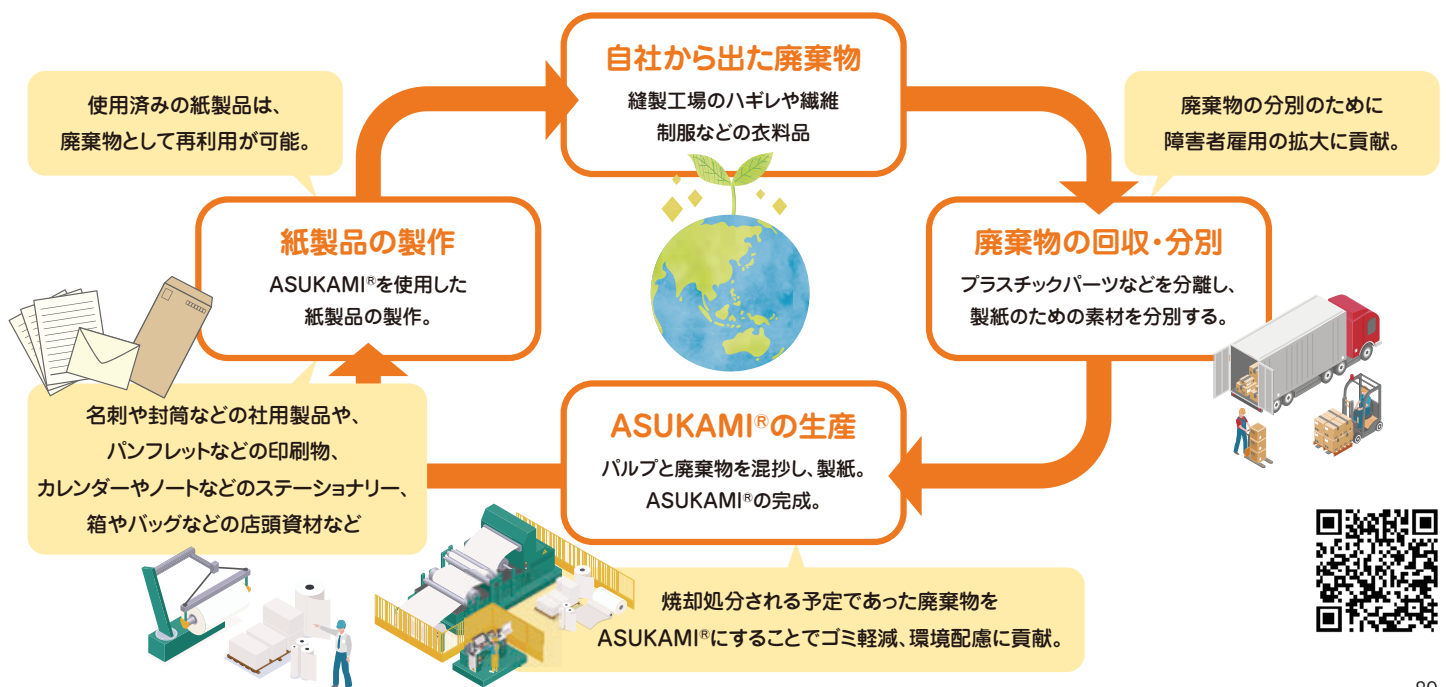 自社から出た廃棄物
縫製工場のハギレや繊維
制服などの衣料品
使用済みの紙製品は、
廃棄物として再利用が可能。
廃棄物の分別のために
障害者雇用の拡大に貢献。
紙製品の製作
ASUKAMI®を使用した
紙製品の製作。
廃棄物の回収・分別
プラスチックパーツなどを分離し、
製紙のための素材を分別する。
名刺や封筒などの社用製品や、
パンフレットなどの印刷物、
カレンダーやノートなどのステーショナリー、
箱やバッグなどの店頭資材など
ASUKAMI®の生産
パルプと廃棄物を混抄し、製紙。
ASUKAMI®の完成。
焼却処分される予定であった廃棄物を
ASUKAMI®にすることでゴミ軽減、環境配慮に貢献。